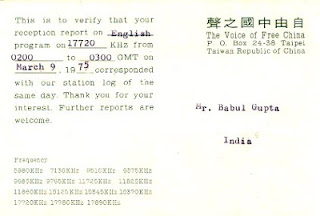 This is to verify that your
reception report on English
program on 17720 KHz from
0200 to 0300 GMT on
March 9, 1975 corresponded
with our station log of the
same day. Thank you for your
interest. Further reports are
welcome.
Frequency
自由中國之聲
The Voice of Free China
P. O. Box 24-38 Taipei
Taiwan Republic of China
Mr. Babul Gupta
India